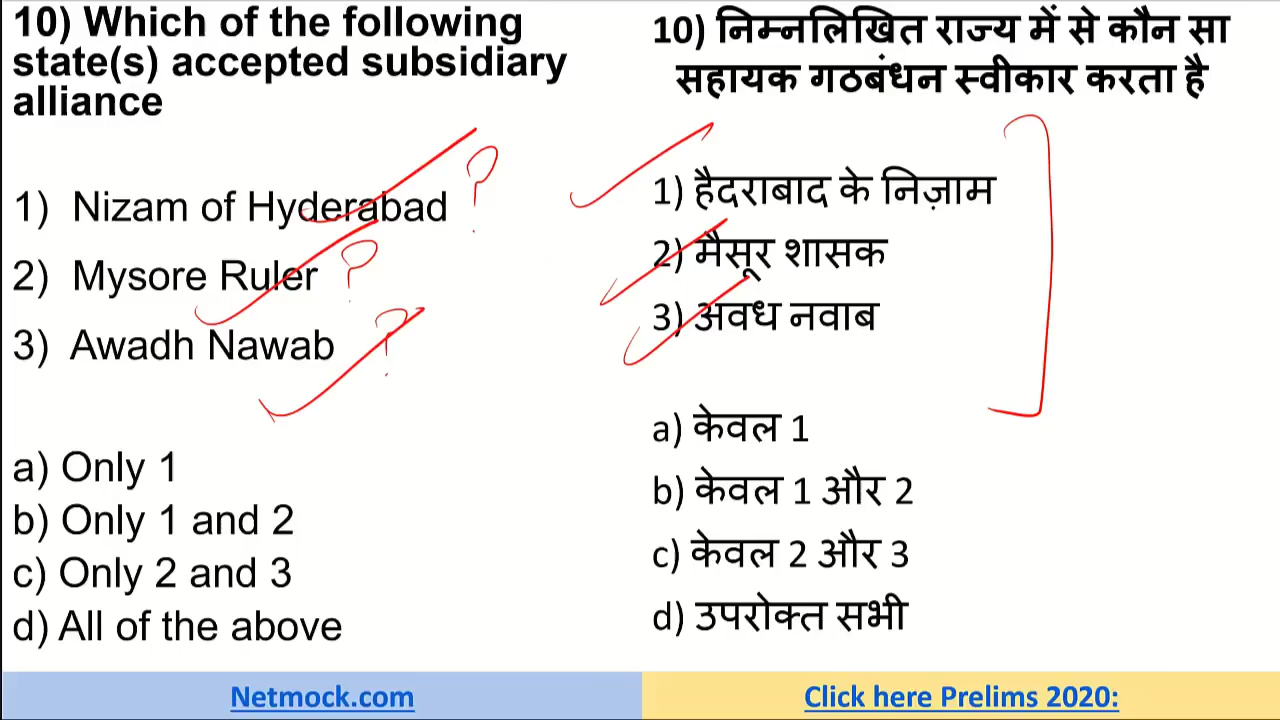 10) Which of the following
state(s) accepted subsidiary
alliance
1) Nizam of Hyderabad ?
2) Mysore Ruler ?
3) Awadh Nawab ?
a) Only 1
b) Only 1 and 2
c) Only 2 and 3
d) All of the above
10) निम्नलिखित राज्य में से कौन सा
सहायक गठबंधन स्वीकार करता है
1) हैदराबाद के निज़ाम
2) मैसूर शासक
3) अवध नवाब
a) केवल 1
b) केवल 1 और 2
c) केवल 2 और 3
d) उपरोक्त सभी
Netmock.com
Click here Prelims 2020: